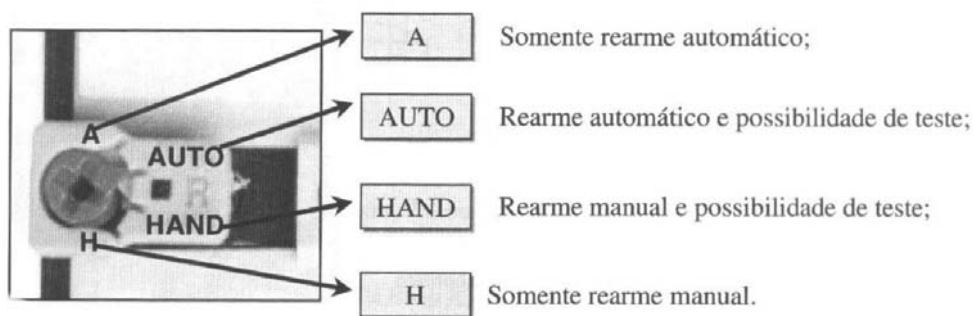 A Somente rearme automático;
A
AUTO Rearme automático e possibilidade de teste;
AUTO
R
HAND Rearme manual e possibilidade de teste;
HAND
H
H Somente rearme manual.